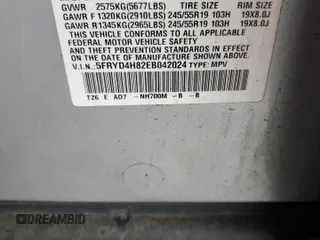 GVWR 2575KG(5677LBS) TIRE SIZE RIM SIZE
GAWR F 1320KG(2910LBS) 245/55R19 103H 19X8.0J
GAWR R 1345KG(2965LBS) 245/55R19 103H 19X8.0J
THIS VEHICLE CONFORMS TO ALL APPLICABLE
FEDERAL MOTOR VEHICLE
SAFETY AND THEFT PREVENTION
STANDARDS IN EFFECT ON THE DATE OF
MANUFACTURE SHOWN ABOVE.
V.I.N. 5FRYD4H82EB042024 TYPE: MPV
TZ6 E AD7 -NH700M -B -B
DREAMBID